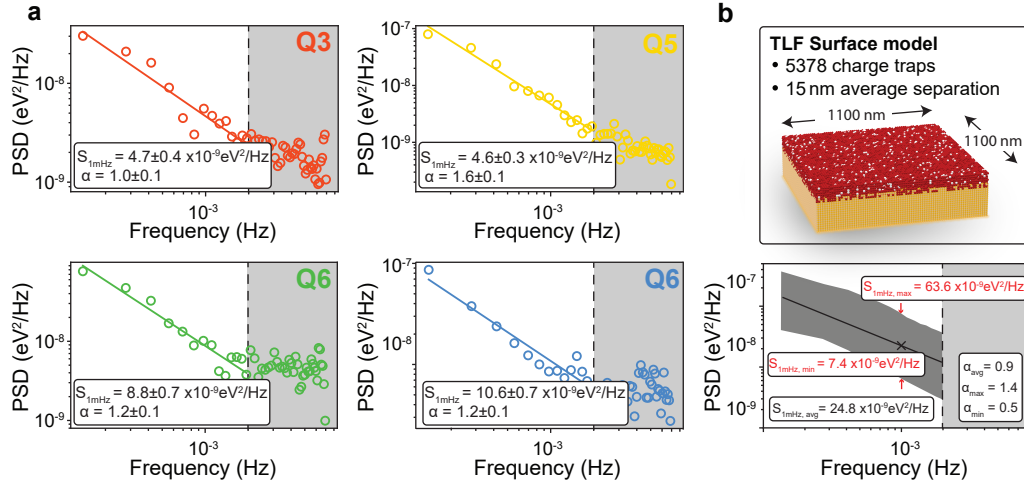 a
Q3
PSD (eV²/Hz)
10⁻⁸
10⁻⁹
S₁ₘHz = 4.7±0.4 x10⁻⁹eV²/Hz
α = 1.0±0.1
10⁻³
Frequency (Hz)
Q5
PSD (eV²/Hz)
10⁻⁷
10⁻⁸
10⁻⁹
S₁ₘHz = 4.6±0.3 x10⁻⁹eV²/Hz
α = 1.6±0.1
10⁻³
Frequency (Hz)
Q6
PSD (eV²/Hz)
10⁻⁸
10⁻⁹
S₁ₘHz = 8.8±0.7 x10⁻⁹eV²/Hz
α = 1.2±0.1
10⁻³
Frequency (Hz)
Q6
PSD (eV²/Hz)
10⁻⁷
10⁻⁸
10⁻⁹
S₁ₘHz = 10.6±0.7 x10⁻⁹eV²/Hz
α = 1.2±0.1
10⁻³
Frequency (Hz)
b
TLF Surface model
• 5378 charge traps
• 15 nm average separation
1100 nm
1100 nm
PSD (eV²/Hz)
10⁻⁷
10⁻⁸
10⁻⁹
S₁ₘHz, max = 63.6 x10⁻⁹eV²/Hz
S₁ₘHz, min = 7.4 x10⁻⁹eV²/Hz
S₁ₘHz, avg = 24.8 x10⁻⁹eV²/Hz
αavg = 0.9
αmax = 1.4
αmin = 0.5
10⁻³
Frequency (Hz)